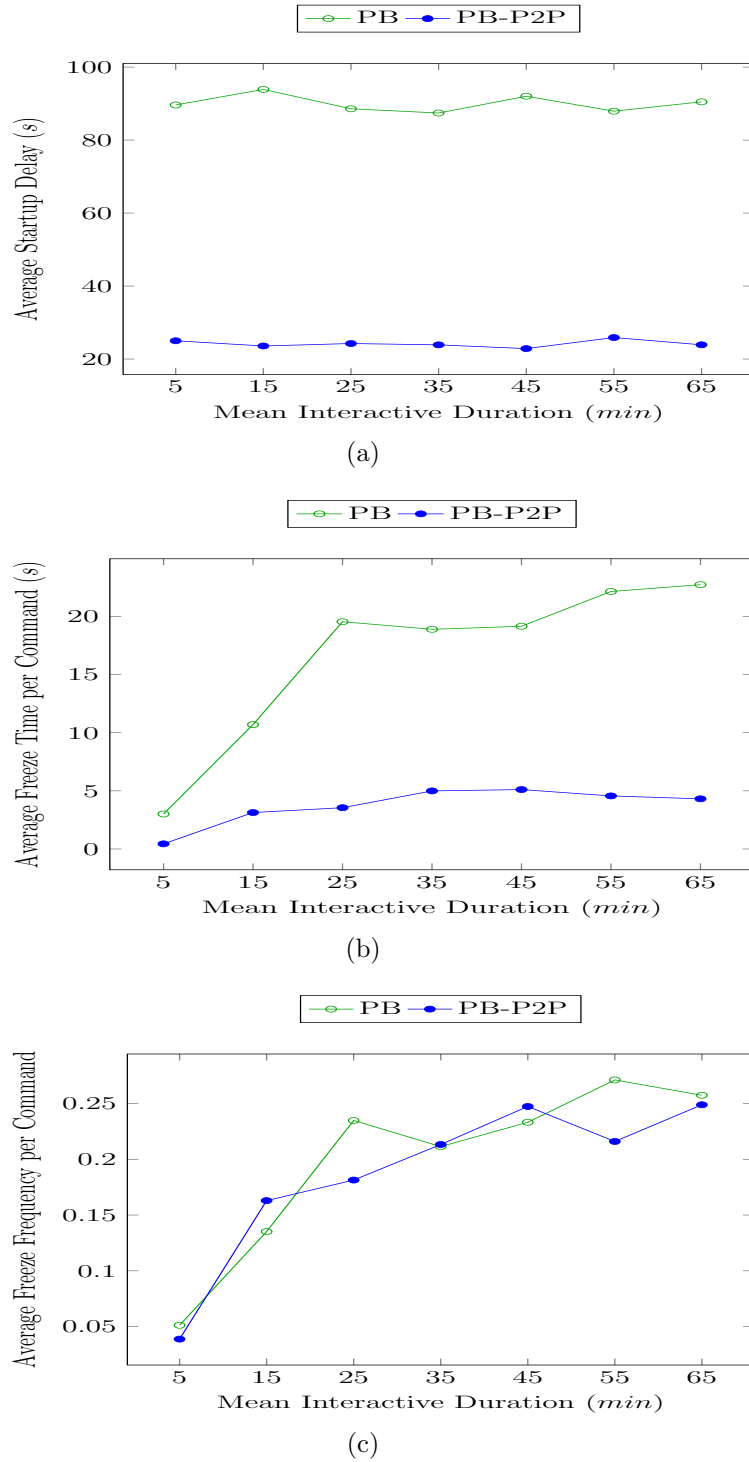 PB PB-P2P
100
80
60
40
20
Average Startup Delay (s)
5 15 25 35 45 55 65
Mean Interactive Duration (min)
(a)
PB PB-P2P
20
15
10
5
0
Average Freeze Time per Command (s)
5 15 25 35 45 55 65
Mean Interactive Duration (min)
(b)
PB PB-P2P
0.25
0.2
0.15
0.1
0.05
Average Freeze Frequency per Command
5 15 25 35 45 55 65
Mean Interactive Duration (min)
(c)